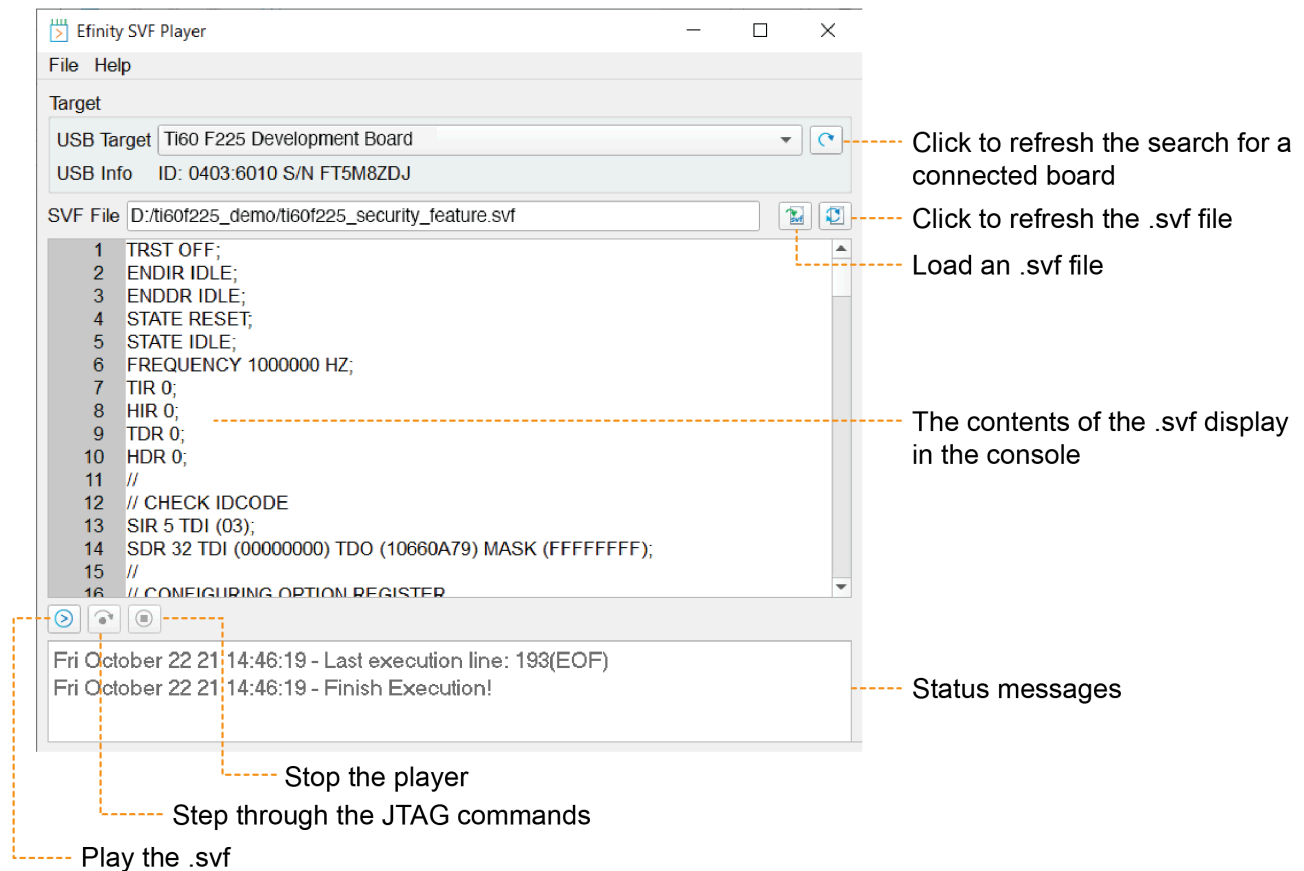 Efinity SVF Player
File Help
Target
USB Target Ti60 F225 Development Board
USB Info ID: 0403:6010 S/N FT5M8ZDJ
SVF File D:/ti60f225_demo/ti60f225_security_feature.svf
svf
1 TRST OFF;
2 ENDIR IDLE;
3 ENDDR IDLE;
4 STATE RESET;
5 STATE IDLE;
6 FREQUENCY 1000000 HZ;
7 TIR 0;
8 HIR 0;
9 TDR 0;
10 HDR 0;
11 //
12 // CHECK IDCODE
13 SIR 5 TDI (03);
14 SDR 32 TDI (00000000) TDO (10660A79) MASK (FFFFFFFF);
15 //
16 // CONFIGURING OPTION REGISTER
Fri October 22 21 14:46:19 - Last execution line: 193(EOF)
Fri October 22 21 14:46:19 - Finish Execution!
Click to refresh the search for a
connected board
Click to refresh the .svf file
Load an .svf file
The contents of the .svf display
in the console
Status messages
Stop the player
Step through the JTAG commands
Play the .svf